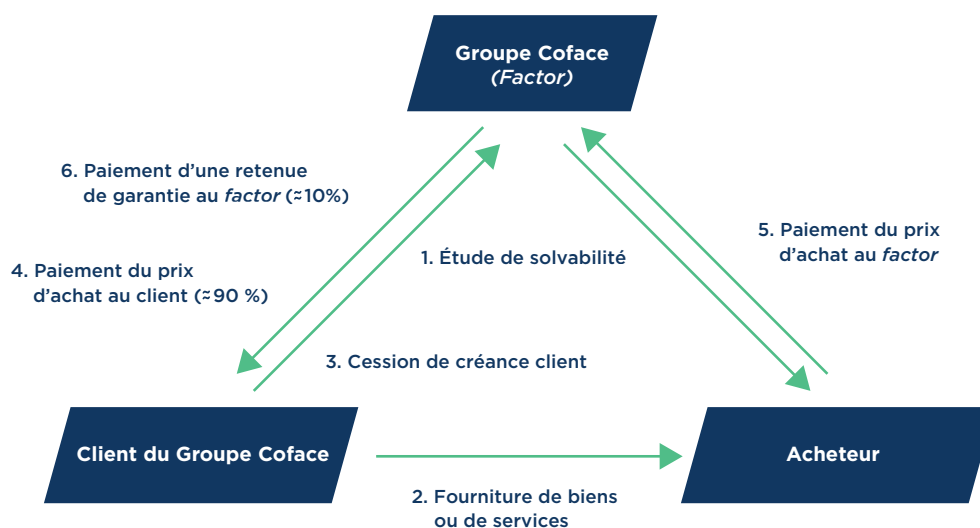 Groupe Coface
(Factor)
6. Paiement d’une retenue
de garantie au factor (≈10%)
5. Paiement du prix
d’achat au factor
1. Étude de solvabilité
4. Paiement du prix
d’achat au client (≈90 %)
3. Cession de créance client
Client du Groupe Coface
Acheteur
2. Fourniture de biens
ou de services